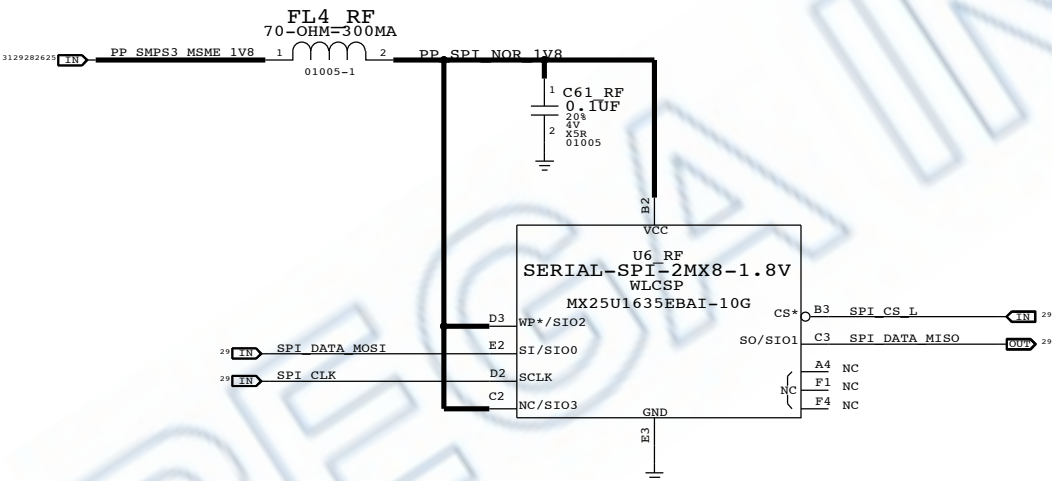 FL4_RF
70-OHM=300MA
3129282625 IN PP_SMPS3_MSME_1V8 1 2 PP_SPI_NOR_1V8
01005-1
1 C61_RF
0.1UF
20%
4V
2 X5R
01005
B2
VCC
U6_RF
SERIAL-SPI-2MX8-1.8V
WLCSP
MX25U1635EBAI-10G
CS* B3 SPI_CS_L IN 29
D3 WP*/SIO2
SO/SIO1 C3 SPI_DATA_MISO OUT 29
29 IN SPI_DATA_MOSI E2 SI/SIO0
A4 NC
29 IN SPI_CLK D2 SCLK
NC F1 NC
C2 NC/SIO3
F4 NC
GND
E3
PEGA IN